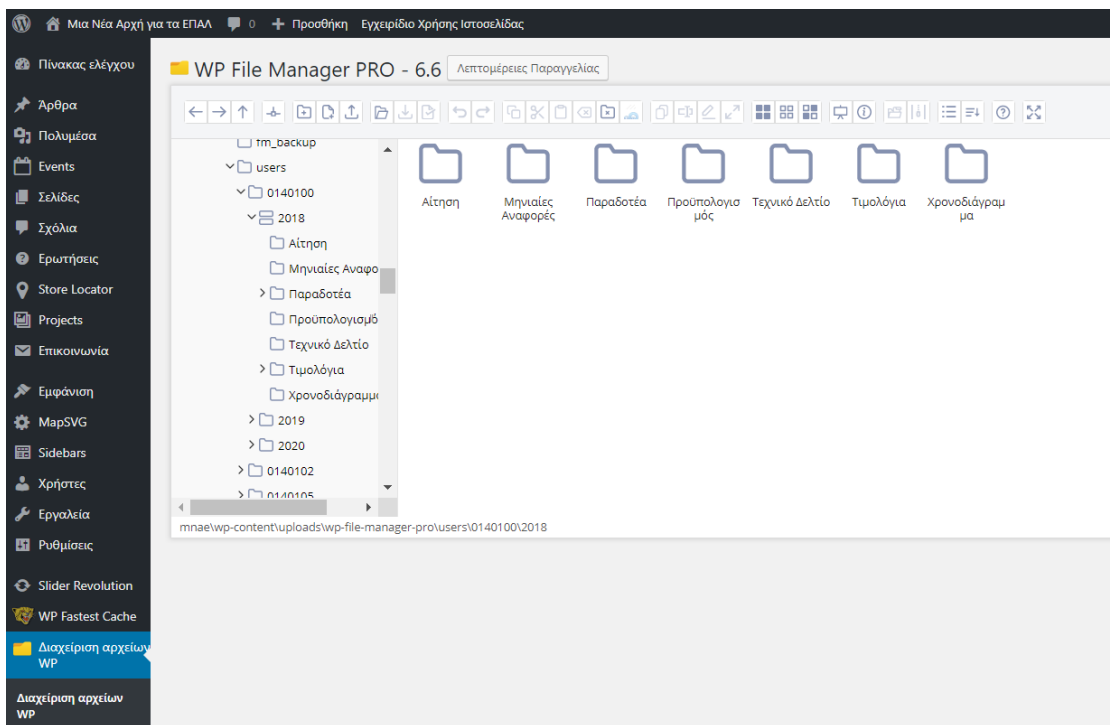 Μια Νέα Αρχή για τα ΕΠΑΛ 0 Προσθήκη Εγχειρίδιο Χρήσης Ιστοσελίδας
Πίνακας ελέγχου
Άρθρα
Πολυμέσα
Events
Σελίδες
Σχόλια
Ερωτήσεις
Store Locator
Projects
Επικοινωνία
Εμφάνιση
MapSVG
Sidebars
Χρήστες
Εργαλεία
Ρυθμίσεις
Slider Revolution
WP Fastest Cache
Διαχείριση αρχείων
WP
Διαχείριση αρχείων
WP
WP File Manager PRO - 6.6 Λεπτομέρειες Παραγγελίας
fm_backup
users
0140100
2018
Αίτηση
Μηνιαίες Αναφο
Παραδοτέα
Προϋπολογισμό
Τεχνικό Δελτίο
Τιμολόγια
Χρονοδιάγραμμα
2019
2020
0140102
0140105
Αίτηση
Μηνιαίες
Αναφορές
Παραδοτέα
Προϋπολογισ
μός
Τεχνικό Δελτίο
Τιμολόγια
Χρονοδιάγραμ
μα
mnae\wp-content\uploads\wp-file-manager-pro\users\0140100\2018